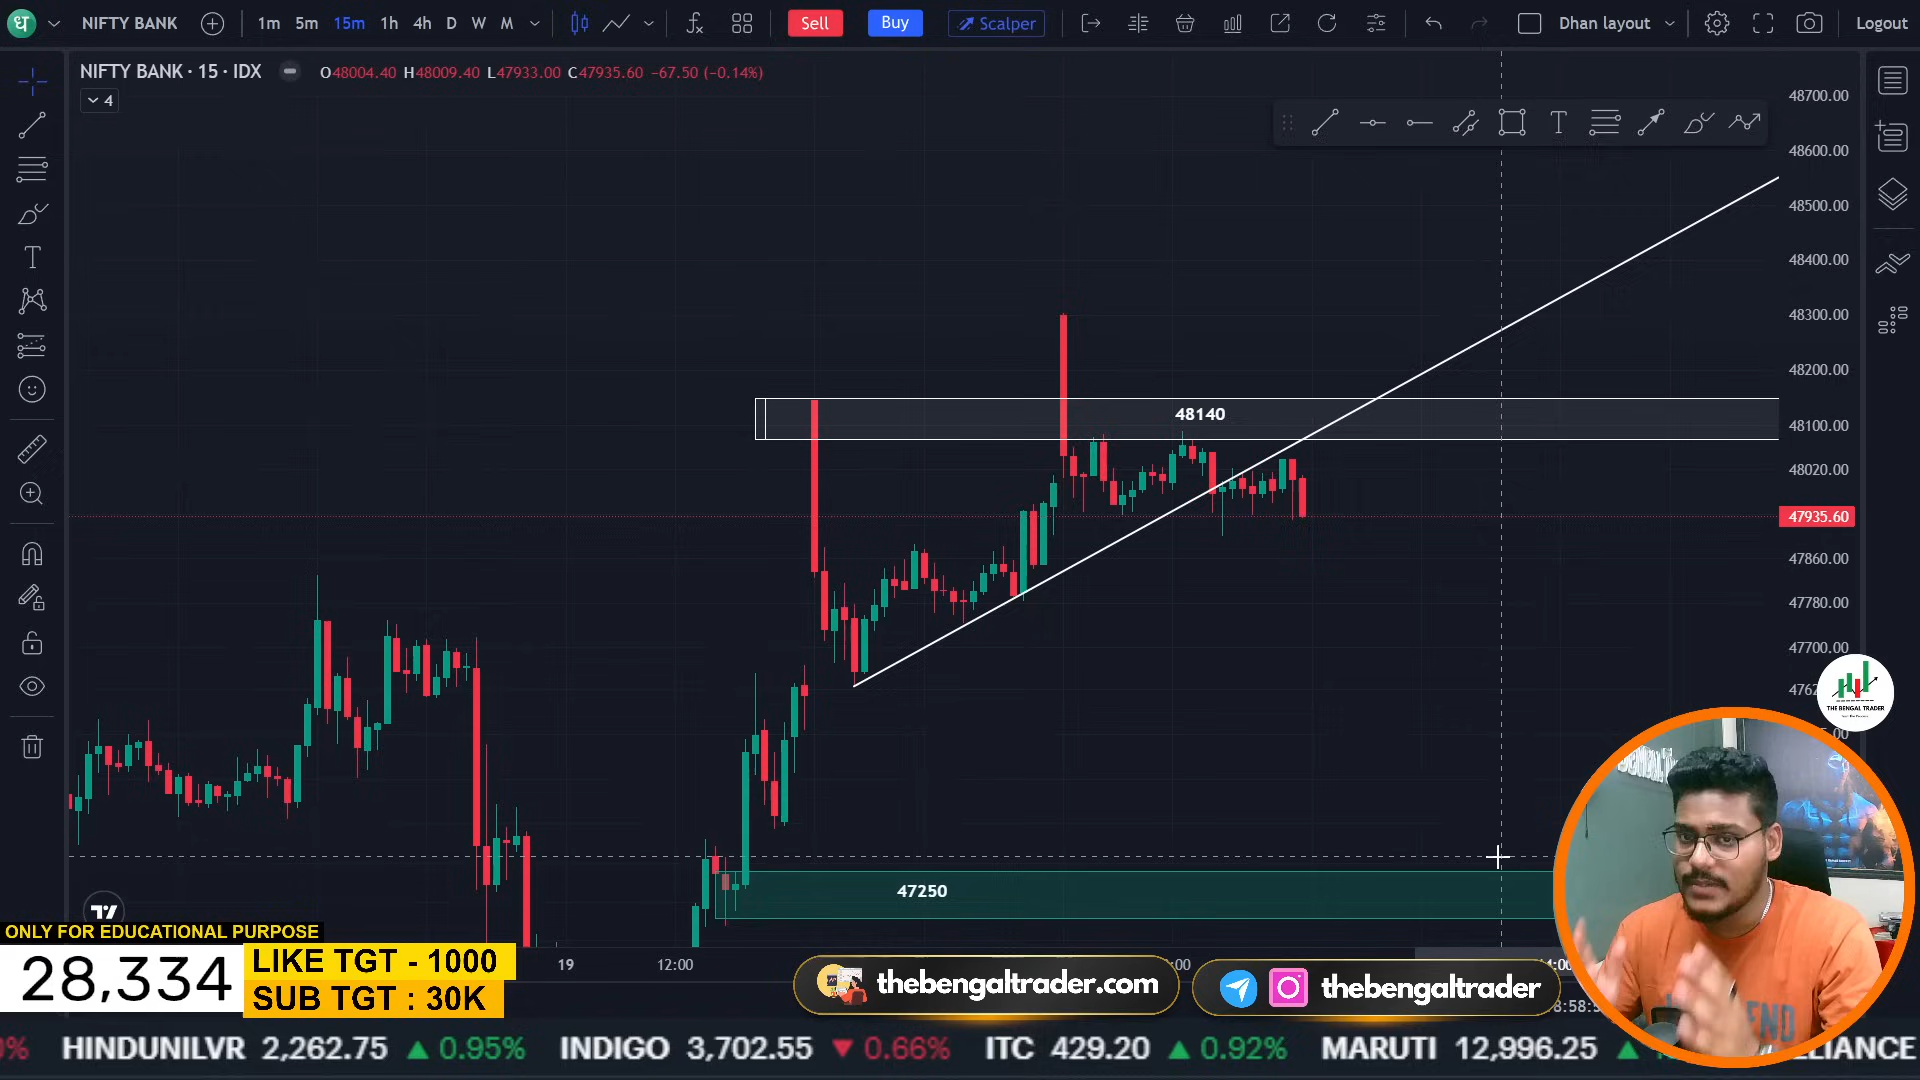 धा NIFTY BANK 1m 5m 15m 1h 4h D W M Sell Buy Scalper Dhan layout Logout
NIFTY BANK · 15 · IDX O48004.40 H48009.40 L47933.00 C47935.60 −67.50 (−0.14%)
4
48700.00
48600.00
48500.00
48400.00
48300.00
48200.00
48140
48100.00
48020.00
47935.60
47860.00
47780.00
47700.00
THE BENGAL TRADER
47250
ONLY FOR EDUCATIONAL PURPOSE
28,334
LIKE TGT - 1000
SUB TGT : 30K
19 12:00
thebengaltrader.com
thebengaltrader
HINDUNILVR 2,262.75 ▲ 0.95% INDIGO 3,702.55 ▼ 0.66% ITC 429.20 ▲ 0.92% MARUTI 12,996.25 ▲